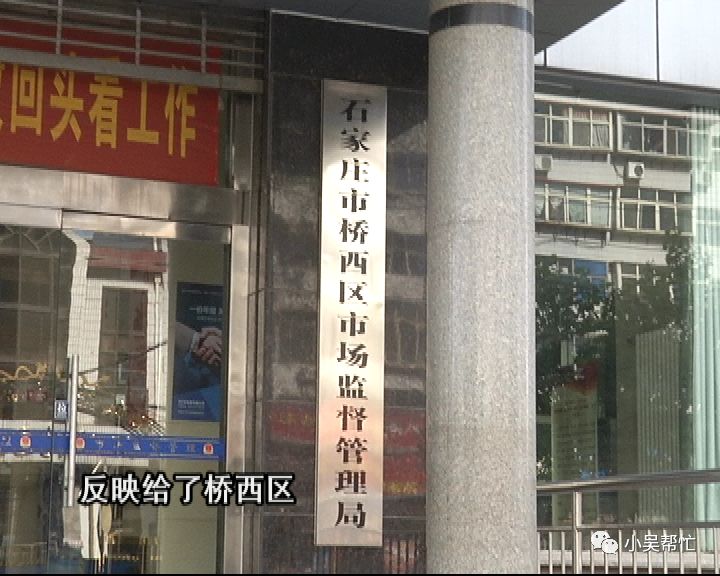 回头看工作
石家庄市桥西区市场监督管理局
拉
反映给了桥西区
小吴帮忙